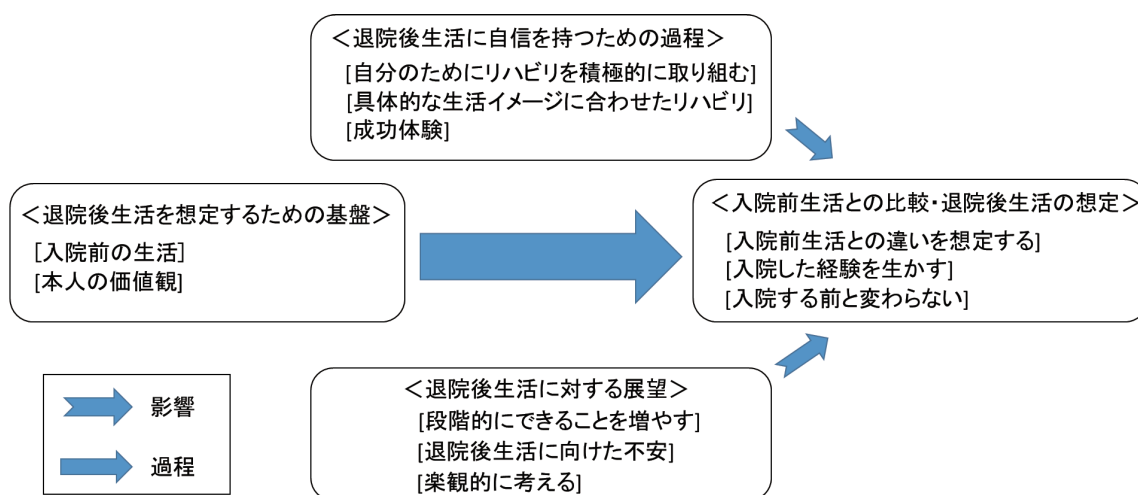 ＜退院後生活に自信を持つための過程＞
[自分のためにリハビリを積極的に取り組む]
[具体的な生活イメージに合わせたリハビリ]
[成功体験]
＜退院後生活を想定するための基盤＞
[入院前の生活]
[本人の価値観]
＜入院前生活との比較・退院後生活の想定＞
[入院前生活との違いを想定する]
[入院した経験を生かす]
[入院する前と変わらない]
＜退院後生活に対する展望＞
[段階的にできることを増やす]
[退院後生活に向けた不安]
[楽観的に考える]
影響
過程